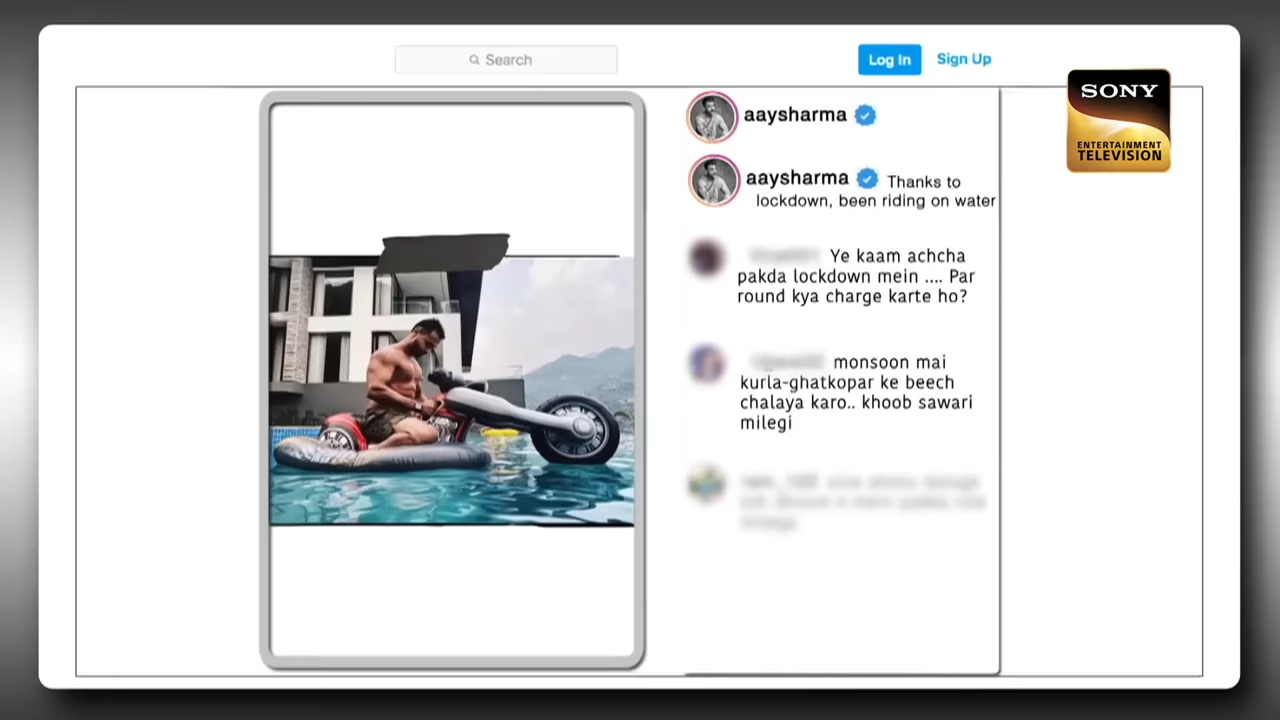 Search
Log In
Sign Up
SONY
ENTERTAINMENT
TELEVISION
aaysharma
aaysharma Thanks to
lockdown, been riding on water
Ye kaam achcha
pakda lockdown mein .... Par
round kya charge karte ho?
monsoon mai
kurla-ghatkopar ke beech
chalaya karo.. khoob sawari
milegi